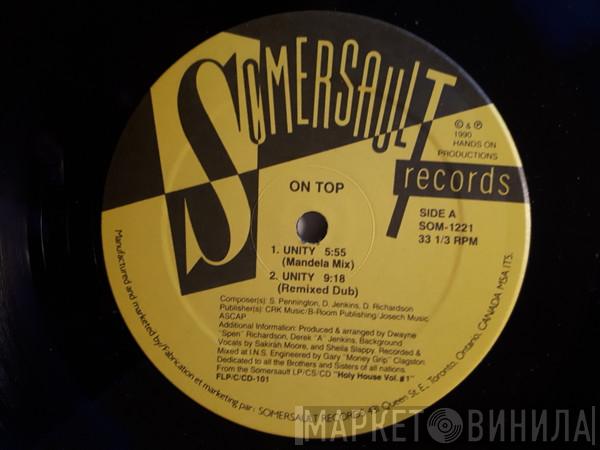 SOMERSAULT
records
© & ℗
1990
HANDS ON
PRODUCTIONS
ON TOP
SIDE A
SOM-1221
33 1/3 RPM
1. UNITY 5:55
(Mandela Mix)
2. UNITY 9:18
(Remixed Dub)
Composer(s): S. Pennington, D. Jenkins, D. Richardson
Publisher(s): CRK Music/B-Room Publishing/Josech Music
ASCAP
Additional Information: Produced & arranged by Dwayne
"Spen" Richardson, Derek "A" Jenkins, Background
Vocals by Sakirah Moore, and Sheila Slappy. Recorded &
Mixed at I.N.S. Engineered by Gary "Money Grip" Clagston.
Dedicated to all the Brothers and Sisters of all nations.
From the Somersault LP/CS/CD "Holy House Vol. #1"
FLP/C/CD-101
Manufactured and marketed by/Fabrication et marketing par: SOMERSAULT RECORDS Queen St. E., Toronto, Ontario, CANADA M5A 1T5.
МАРКЕТ ВИНИЛА